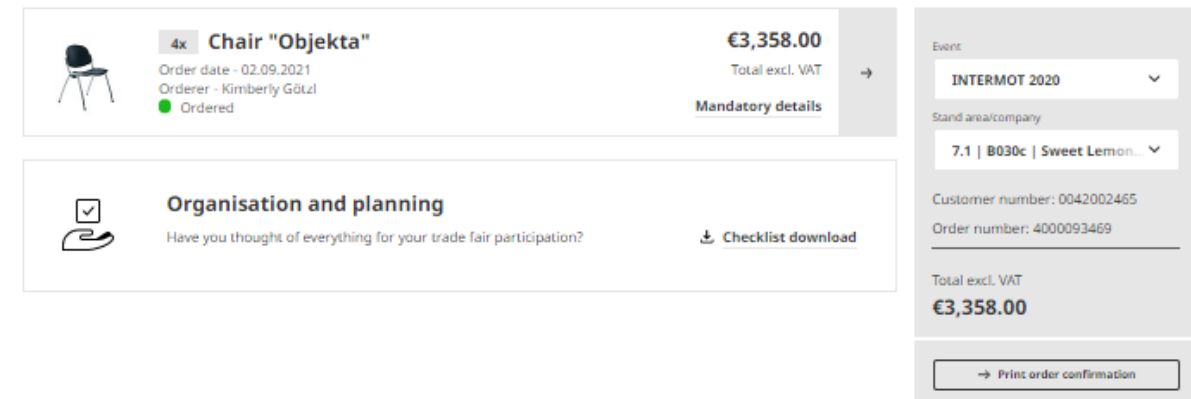 4x Chair "Objekta"
€3,358.00
Order date - 02.09.2021
Total excl. VAT
Orderer - Kimberly Götzl
Ordered
Mandatory details
Organisation and planning
Have you thought of everything for your trade fair participation?
Checklist download
Event
INTERMOT 2020
Stand area/company
7.1 | B030c | Sweet Lemon...
Customer number: 0042002465
Order number: 4000093469
Total excl. VAT
€3,358.00
Print order confirmation